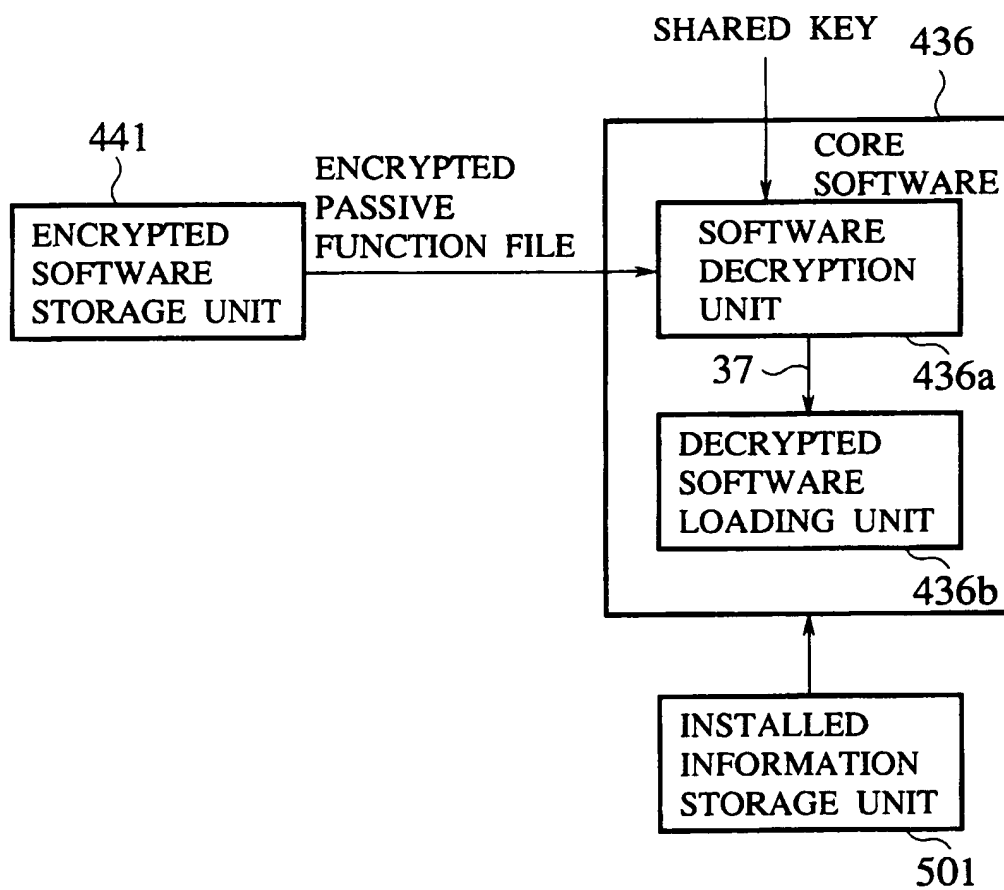 SHARED KEY
436
441
CORE
SOFTWARE
ENCRYPTED
PASSIVE
FUNCTION FILE
ENCRYPTED
SOFTWARE
STORAGE UNIT
SOFTWARE
DECRYPTION
UNIT
37
436a
DECRYPTED
SOFTWARE
LOADING UNIT
436b
INSTALLED
INFORMATION
STORAGE UNIT
501